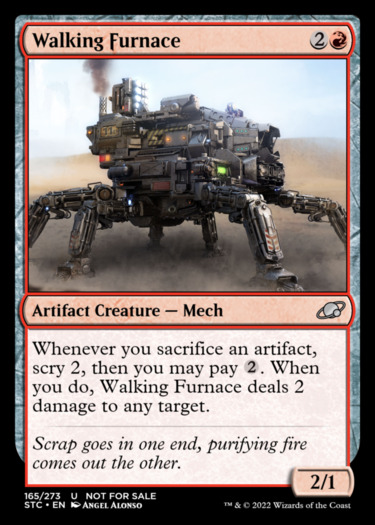 Walking Furnace 2
Artifact Creature — Mech
Whenever you sacrifice an artifact,
scry 2, then you may pay 2. When
you do, Walking Furnace deals 2
damage to any target.
Scrap goes in one end, purifying fire
comes out the other.
2/1
165/273 U NOT FOR SALE
STC • EN Angel Alonso
™ & © 2022 Wizards of the Coast